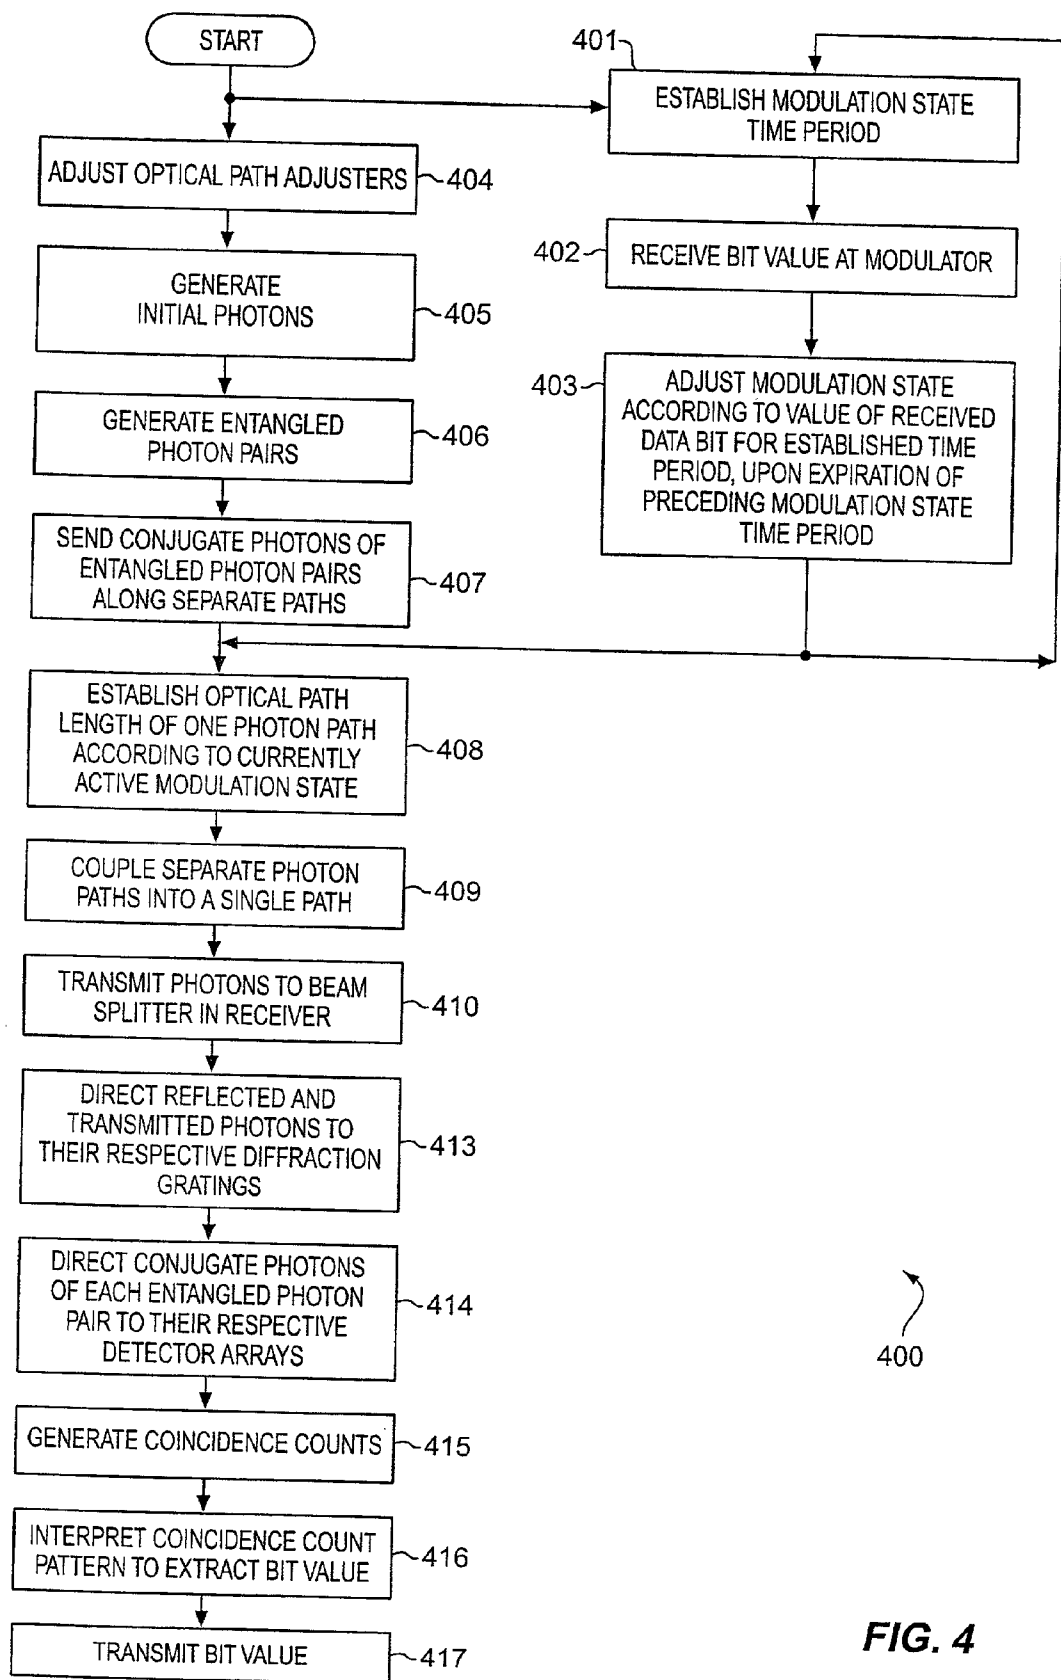 START
401
ESTABLISH MODULATION STATE
TIME PERIOD
ADJUST OPTICAL PATH ADJUSTERS
404
402
RECEIVE BIT VALUE AT MODULATOR
GENERATE
INITIAL PHOTONS
405
403
ADJUST MODULATION STATE
ACCORDING TO VALUE OF RECEIVED
DATA BIT FOR ESTABLISHED TIME
PERIOD, UPON EXPIRATION OF
PRECEDING MODULATION STATE
TIME PERIOD
GENERATE ENTANGLED
PHOTON PAIRS
406
SEND CONJUGATE PHOTONS OF
ENTANGLED PHOTON PAIRS
ALONG SEPARATE PATHS
407
ESTABLISH OPTICAL PATH
LENGTH OF ONE PHOTON PATH
ACCORDING TO CURRENTLY
ACTIVE MODULATION STATE
408
COUPLE SEPARATE PHOTON
PATHS INTO A SINGLE PATH
409
TRANSMIT PHOTONS TO BEAM
SPLITTER IN RECEIVER
410
DIRECT REFLECTED AND
TRANSMITTED PHOTONS TO
THEIR RESPECTIVE DIFFRACTION
GRATINGS
413
DIRECT CONJUGATE PHOTONS
OF EACH ENTANGLED PHOTON
PAIR TO THEIR RESPECTIVE
DETECTOR ARRAYS
414
400
GENERATE COINCIDENCE COUNTS
415
INTERPRET COINCIDENCE COUNT
PATTERN TO EXTRACT BIT VALUE
416
TRANSMIT BIT VALUE
417
FIG. 4